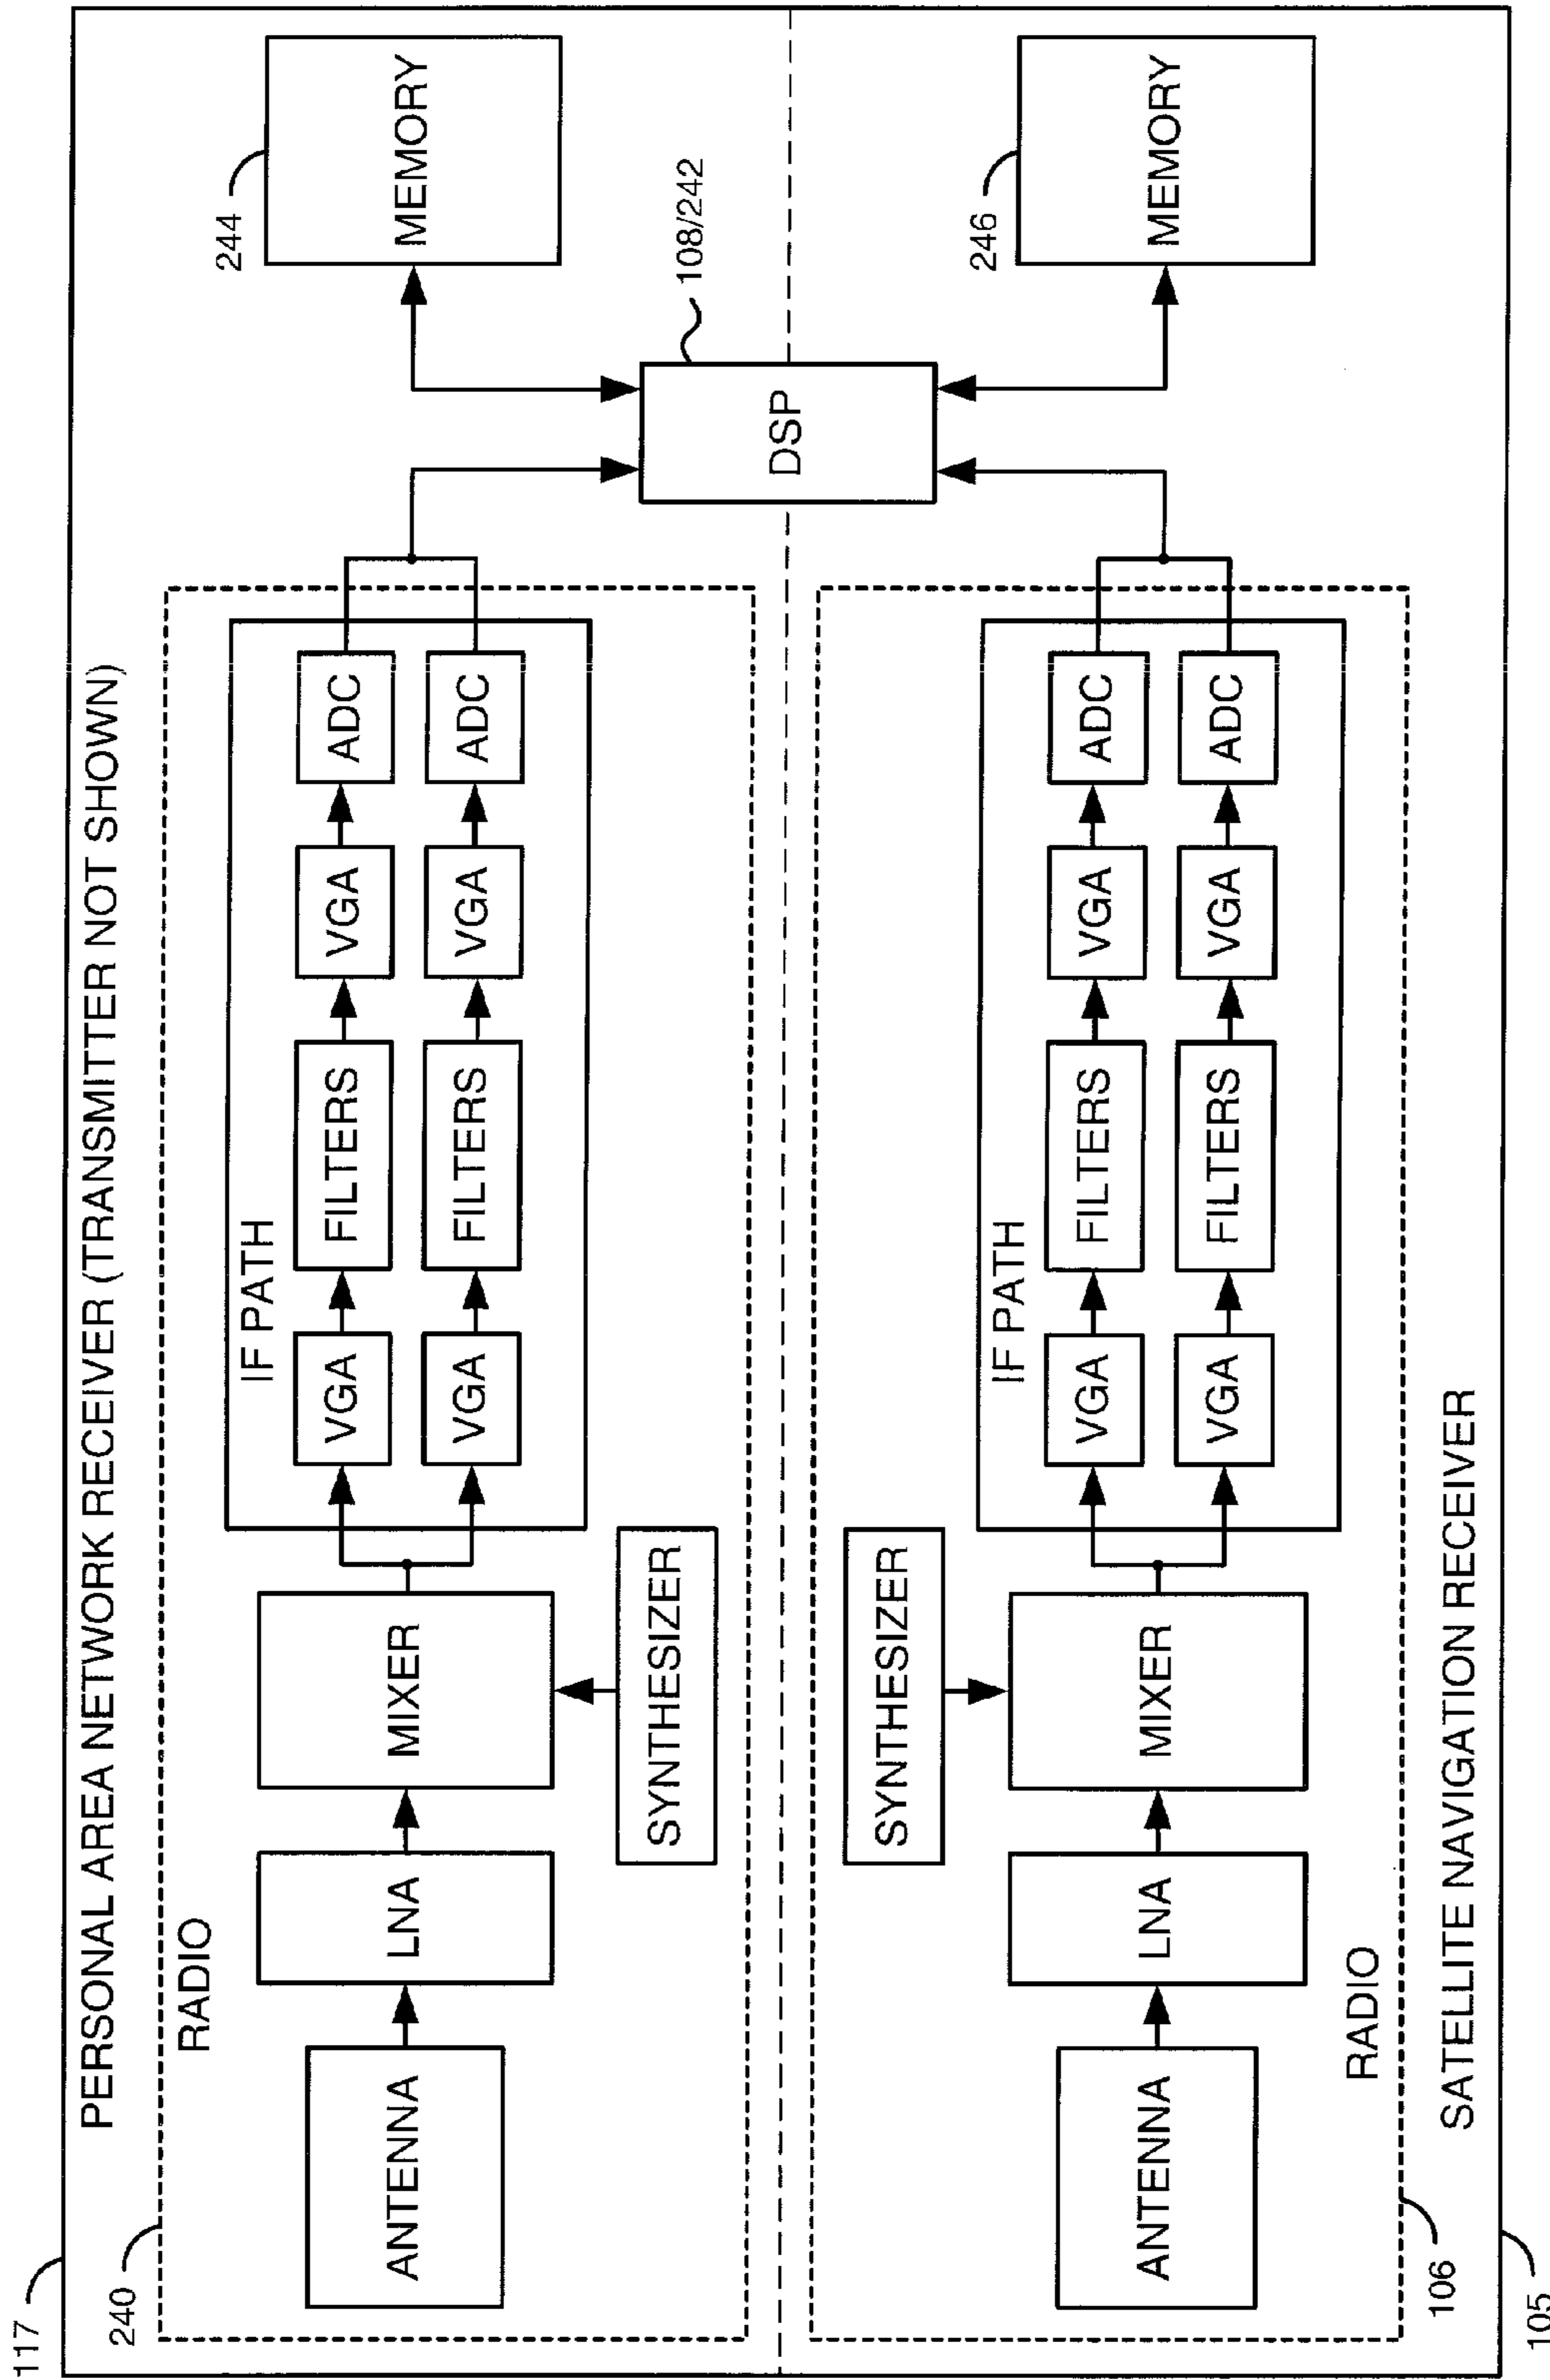 117
PERSONAL AREA NETWORK RECEIVER (TRANSMITTER NOT SHOWN)
240
RADIO
ANTENNA
LNA
MIXER
SYNTHESIZER
IF PATH
VGA
FILTERS
VGA
ADC
VGA
FILTERS
VGA
ADC
244
MEMORY
DSP
108/242
SYNTHESIZER
ANTENNA
LNA
MIXER
IF PATH
VGA
FILTERS
VGA
ADC
VGA
FILTERS
VGA
ADC
246
MEMORY
RADIO
106
SATELLITE NAVIGATION RECEIVER
105